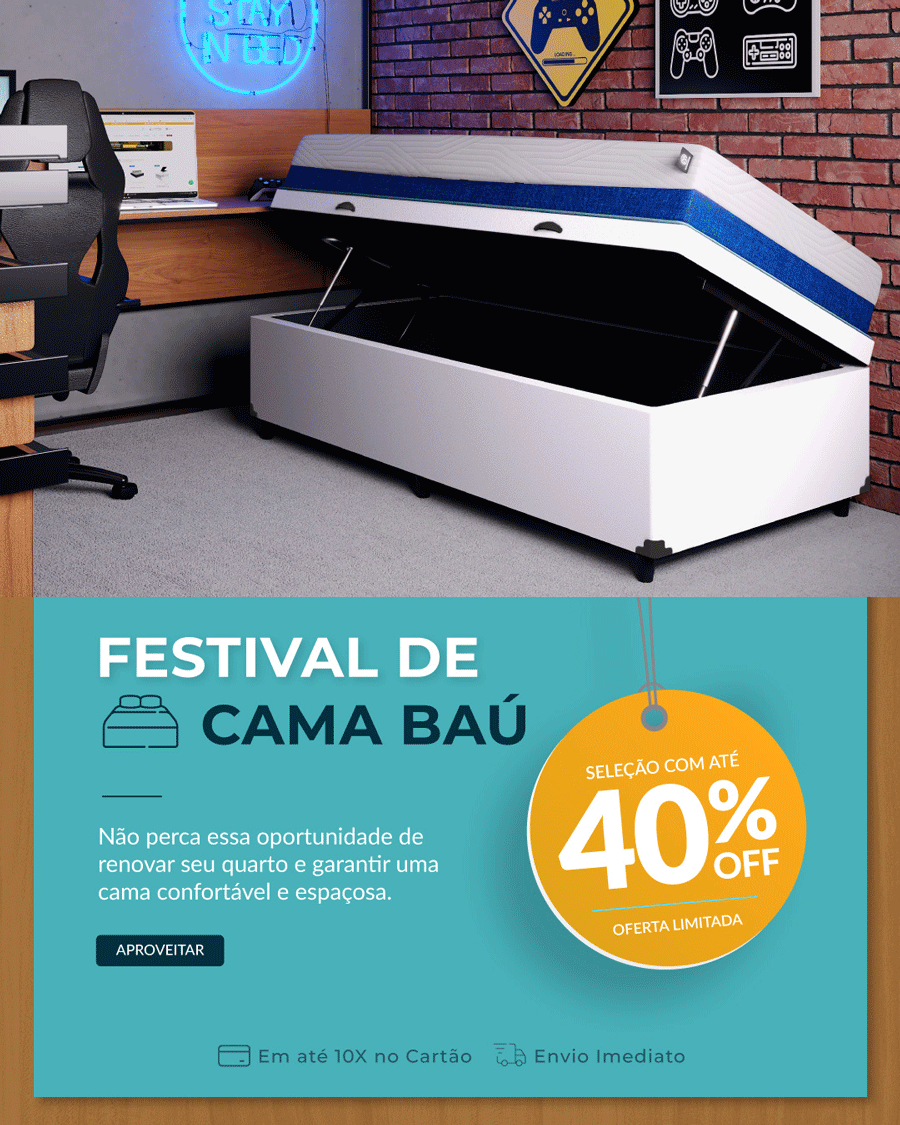 STAY
IN BED
LOADING...
FESTIVAL DE
CAMA BAÚ
Não perca essa oportunidade de
renovar seu quarto e garantir uma
cama confortável e espaçosa.
APROVEITAR
SELEÇÃO COM ATÉ
40%
OFF
OFERTA LIMITADA
Em até 10X no Cartão
Envio Imediato